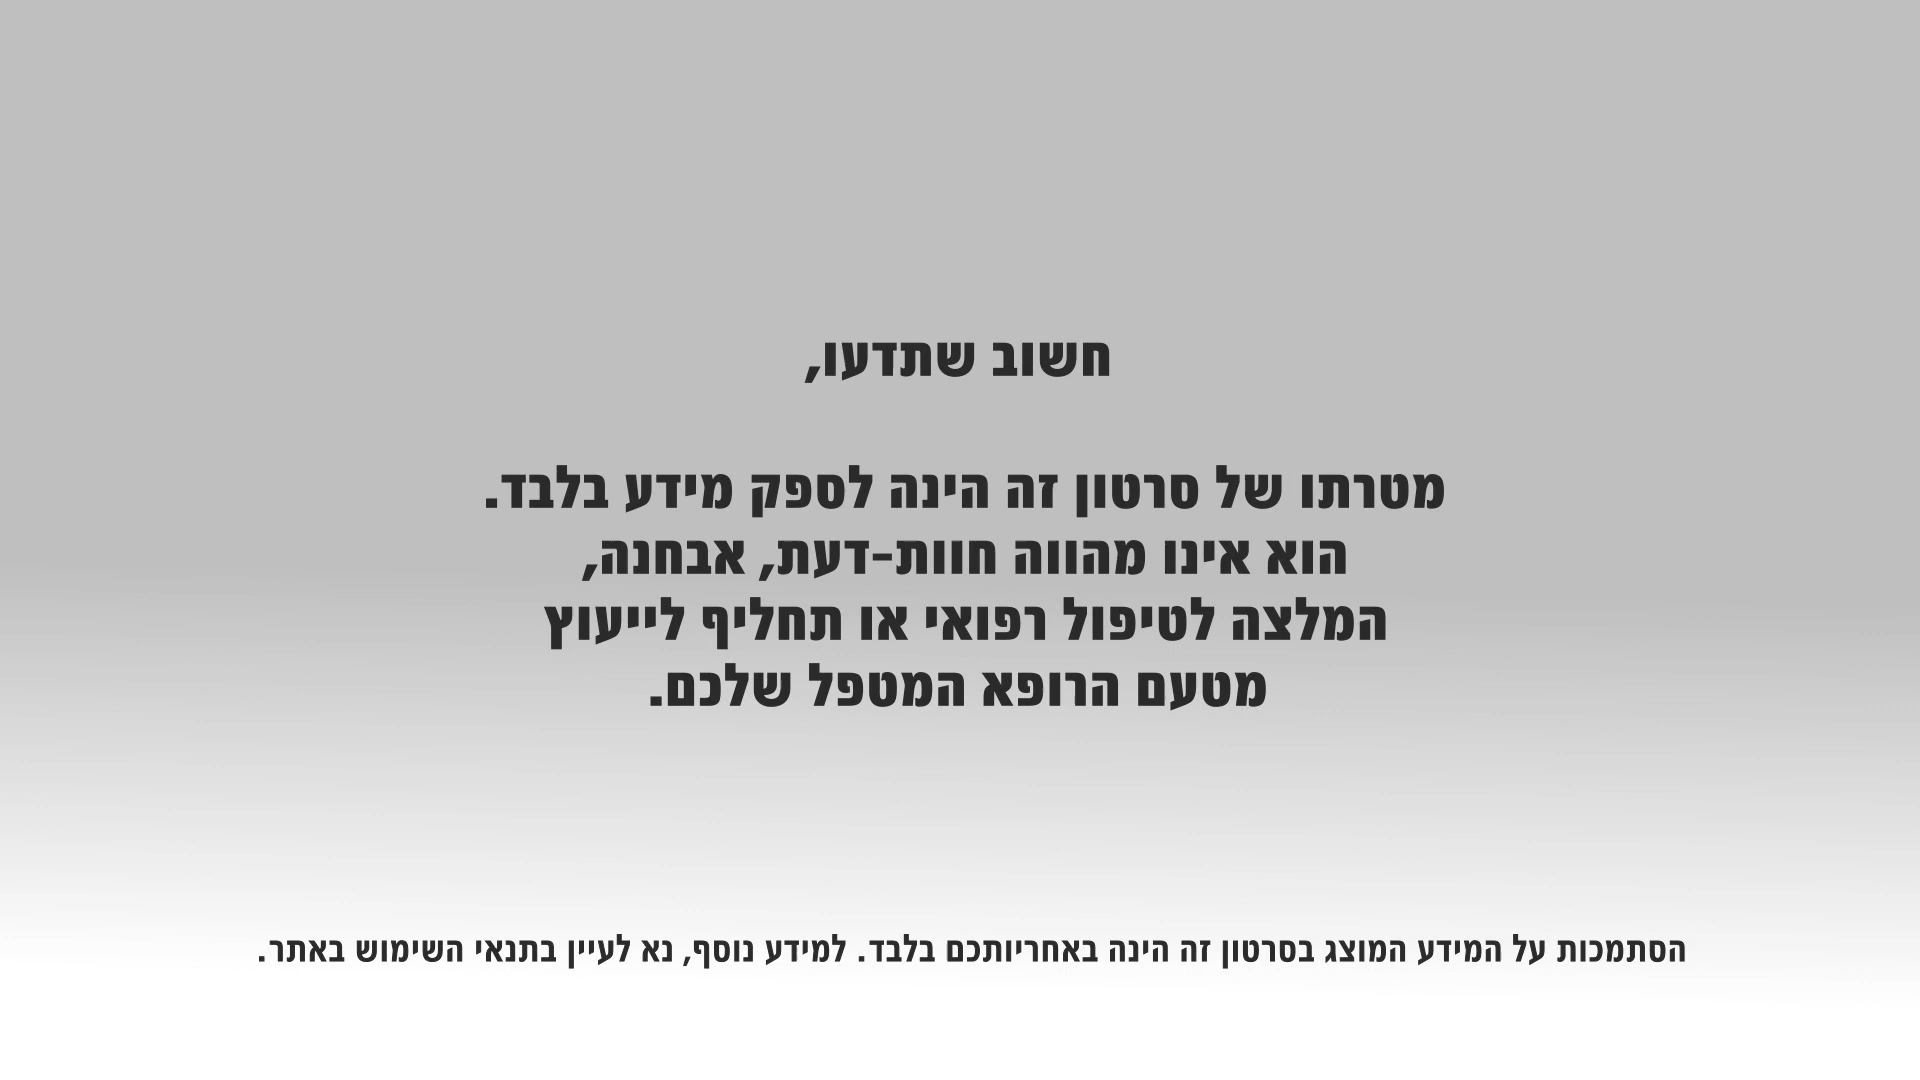 חשוב שתדעו,
מטרתו של סרטון זה הינה לספק מידע בלבד.
הוא אינו מהווה חוות-דעת, אבחנה,
המלצה לטיפול רפואי או תחליף לייעוץ
מטעם הרופא המטפל שלכם.
הסתמכות על המידע המוצג בסרטון זה הינה באחריותכם בלבד. למידע נוסף, נא לעיין בתנאי השימוש באתר.